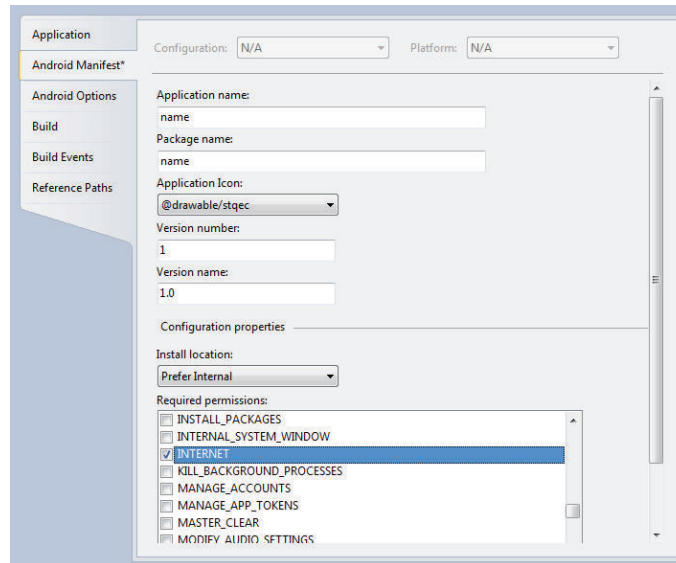 Application
Android Manifest*
Android Options
Build
Build Events
Reference Paths
Configuration: N/A Platform: N/A
Application name:
name
Package name:
name
Application Icon:
@drawable/stqec
Version number:
1
Version name:
1.0
Configuration properties
Install location:
Prefer Internal
Required permissions:
INSTALL_PACKAGES
INTERNAL_SYSTEM_WINDOW
INTERNET
KILL_BACKGROUND_PROCESSES
MANAGE_ACCOUNTS
MANAGE_APP_TOKENS
MASTER_CLEAR
MODIFY_AUDIO_SETTINGS